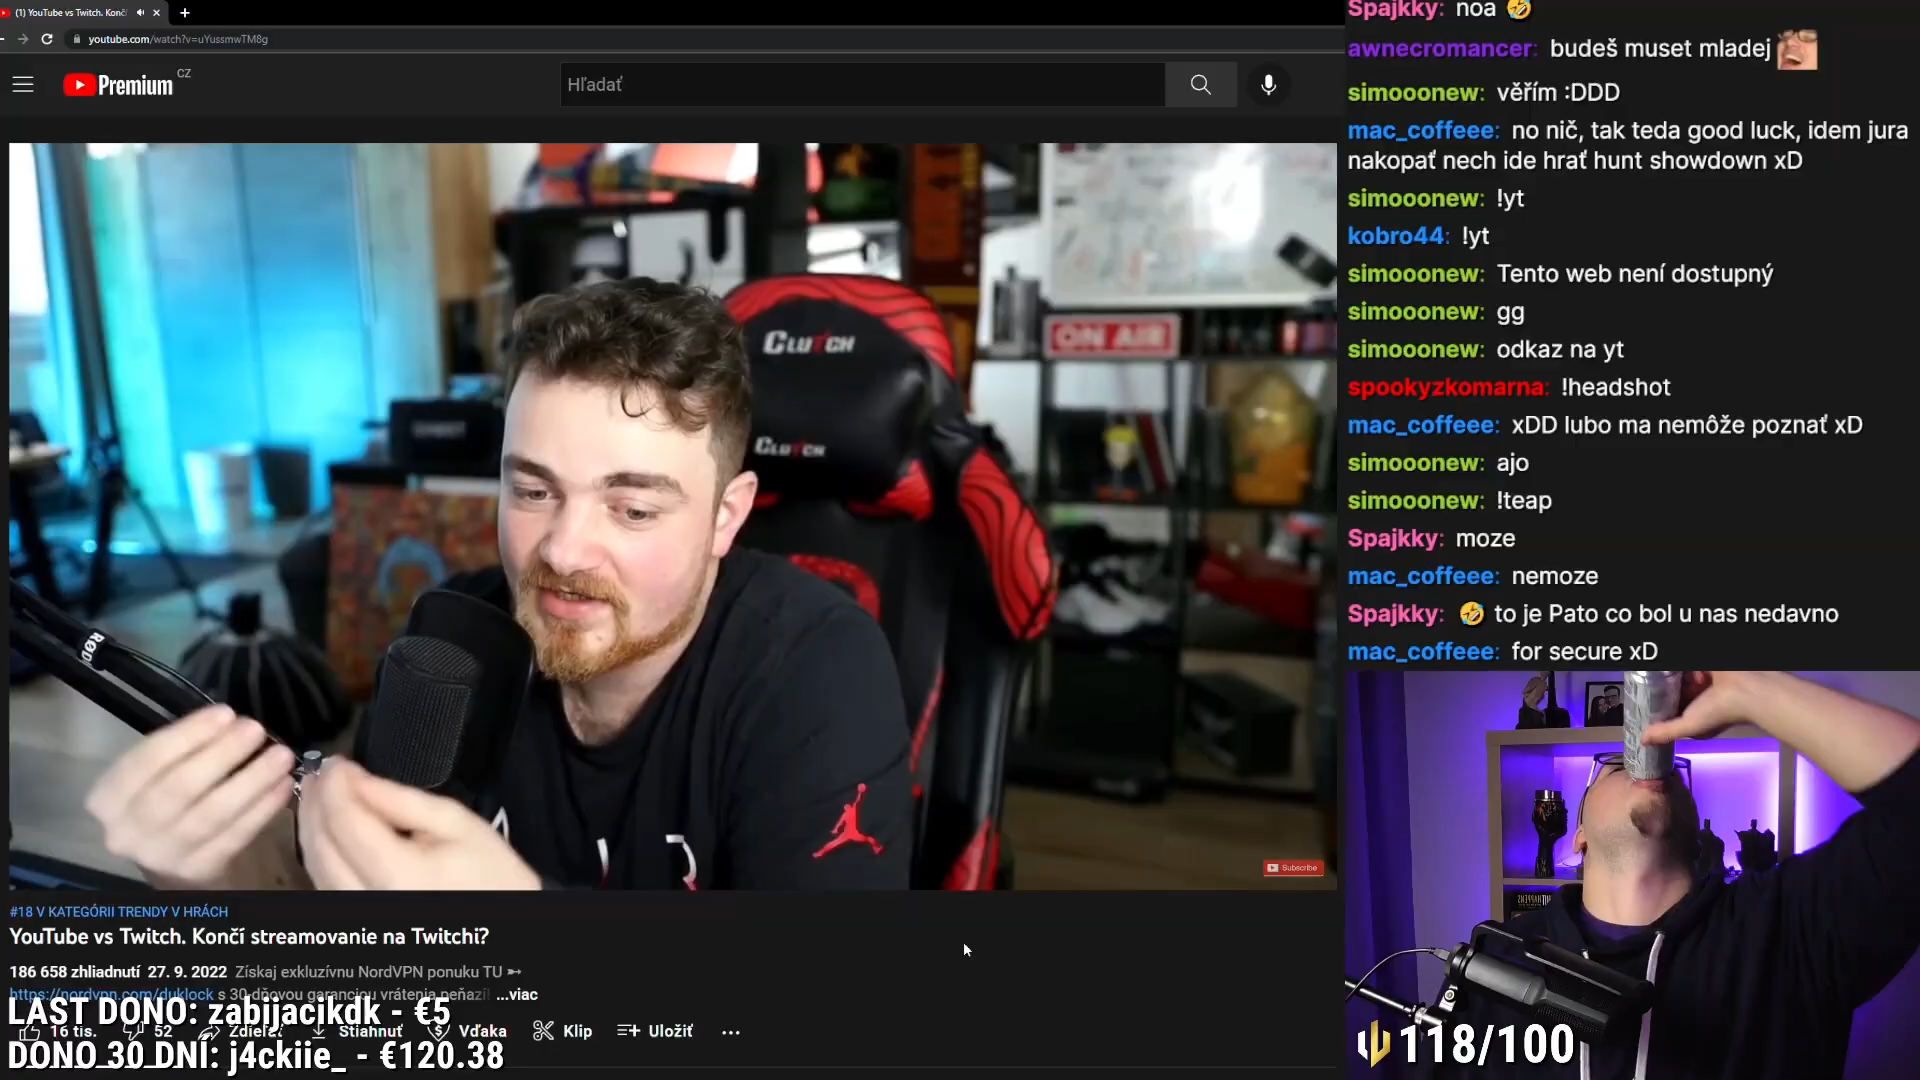 (1) YouTube vs Twitch. Konč
youtube.com/watch?v=uYussmwTM8g
Premium CZ
Hľadať
CLUTCH
CLUTCH
ON AIR
RØDE
Subscribe
#18 V KATEGÓRII TRENDY V HRÁCH
YouTube vs Twitch. Končí streamovanie na Twitchi?
186 658 zhliadnutí 27. 9. 2022 Získaj exkluzívnu NordVPN ponuku TU ➼
https://nordvpn.com/duklock s 30-dňovou garanciou vrátenia peňazí! ...viac
LAST DONO: zabijacikdk - €5
16 tis. 52 Zdieľať Stiahnuť Vďaka Klip Uložiť
DONO 30 DNÍ: j4ckiie_ - €120.38
Spajkky: noa 🤣
awnecromancer: budeš muset mladej
simooonew: věřím :DDD
mac_coffeee: no nič, tak teda good luck, idem jura
nakopať nech ide hrať hunt showdown xD
simooonew: !yt
kobro44: !yt
simooonew: Tento web není dostupný
simooonew: gg
simooonew: odkaz na yt
spookyzkomarna: !headshot
mac_coffeee: xDD lubo ma nemôže poznať xD
simooonew: ajo
simooonew: !teap
Spajkky: moze
mac_coffeee: nemoze
Spajkky: 🤣 to je Pato co bol u nas nedavno
mac_coffeee: for secure xD
118/100